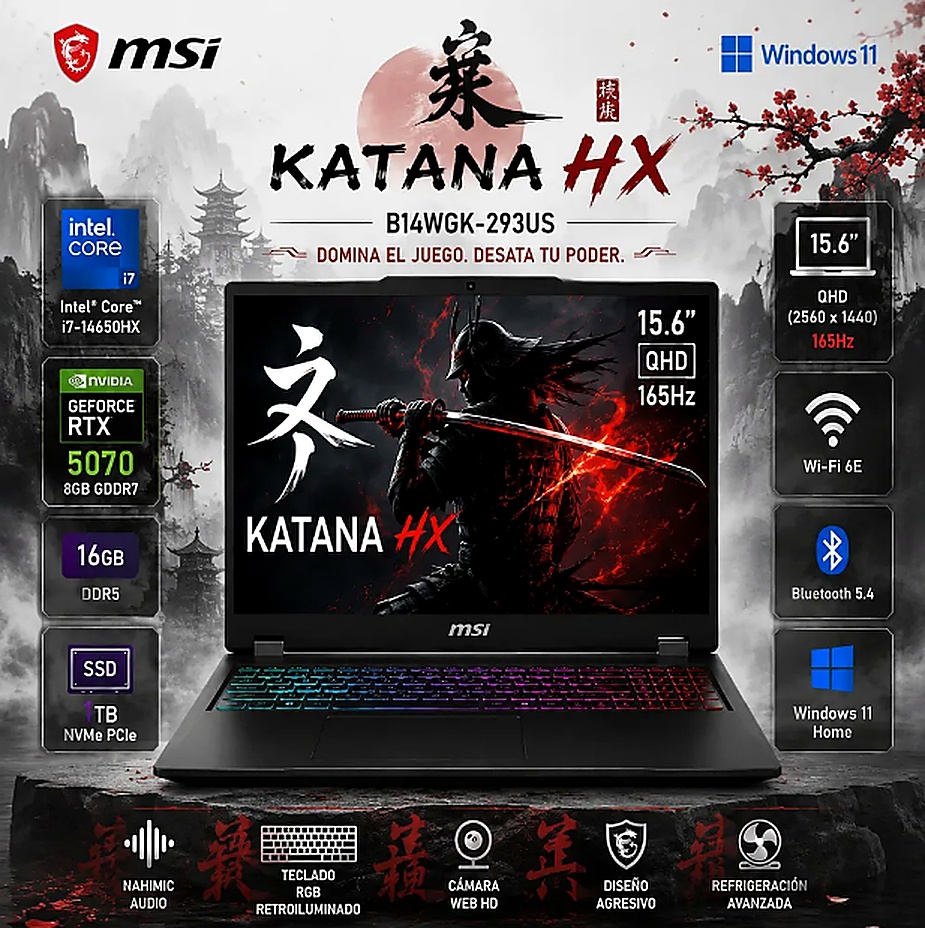 msi
Windows 11
KATANA HX
B14WGK-293US
DOMINA EL JUEGO. DESATA TU PODER.
intel.
CORE
i7
Intel® Core™
i7-14650HX
NVIDIA
GEFORCE
RTX
5070
8GB GDDR7
16GB
DDR5
SSD
1TB
NVMe PCIe
15.6”
QHD
165Hz
KATANA HX
msi
15.6”
QHD
(2560 x 1440)
165Hz
Wi-Fi 6E
Bluetooth 5.4
Windows 11
Home
NAHIMIC
AUDIO
TECLADO
RGB
RETROILUMINADO
CÁMARA
WEB HD
DISEÑO
AGRESIVO
REFRIGERACIÓN
AVANZADA